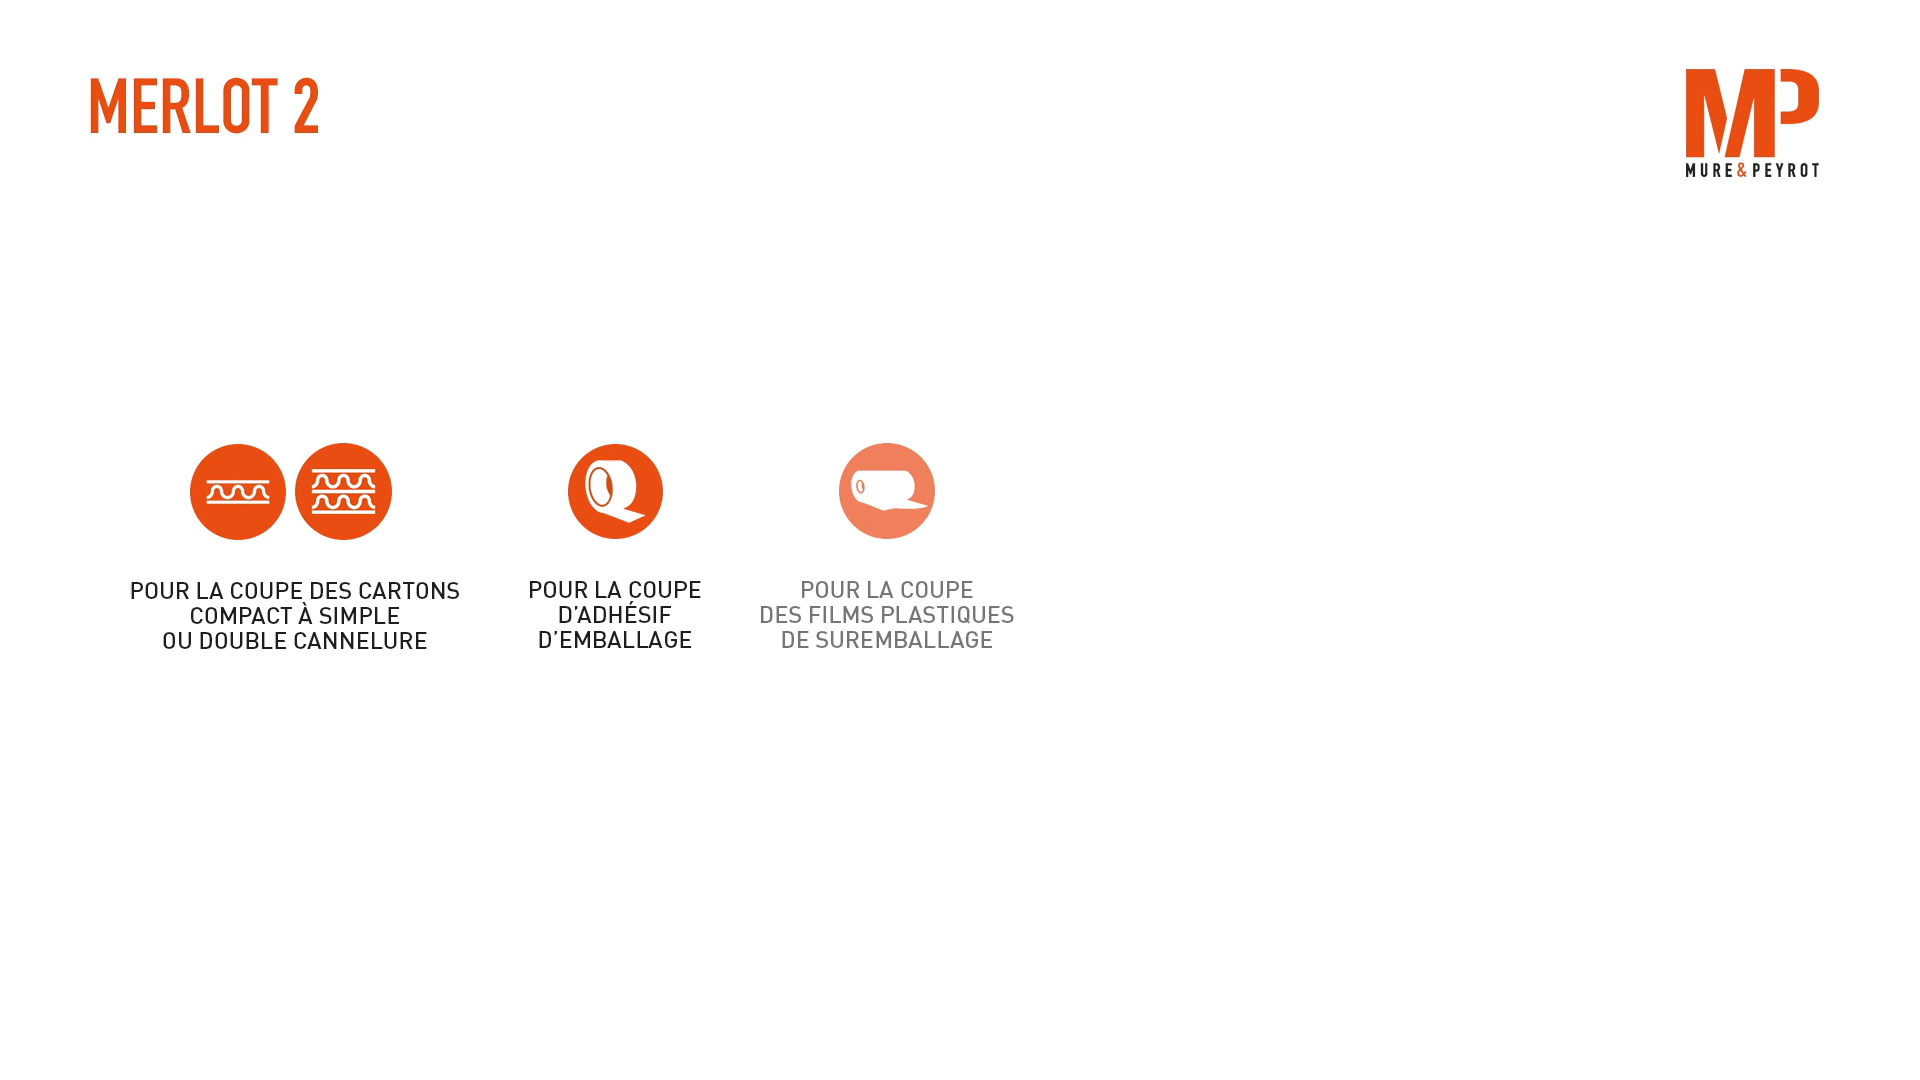 MERLOT 2
MP
MURE&PEYROT
POUR LA COUPE DES CARTONS
COMPACT À SIMPLE
OU DOUBLE CANNELURE
POUR LA COUPE
D’ADHÉSIF
D’EMBALLAGE
POUR LA COUPE
DES FILMS PLASTIQUES
DE SUREMBALLAGE